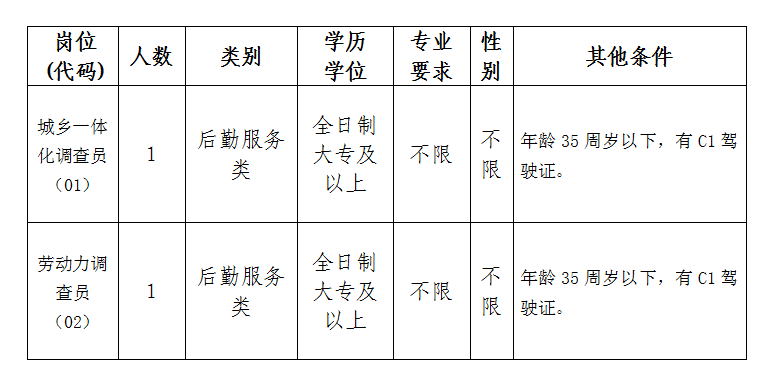 岗位
(代码)
人数
类别
学历
学位
专业
要求
性
别
其他条件
城乡一体
化调查员
（01）
1
后勤服务
类
全日制
大专及
以上
不限
不
限
年龄 35 周岁以下，有 C1 驾
驶证。
劳动力调
查员
（02）
1
后勤服务
类
全日制
大专及
以上
不限
不
限
年龄 35 周岁以下，有 C1 驾
驶证。